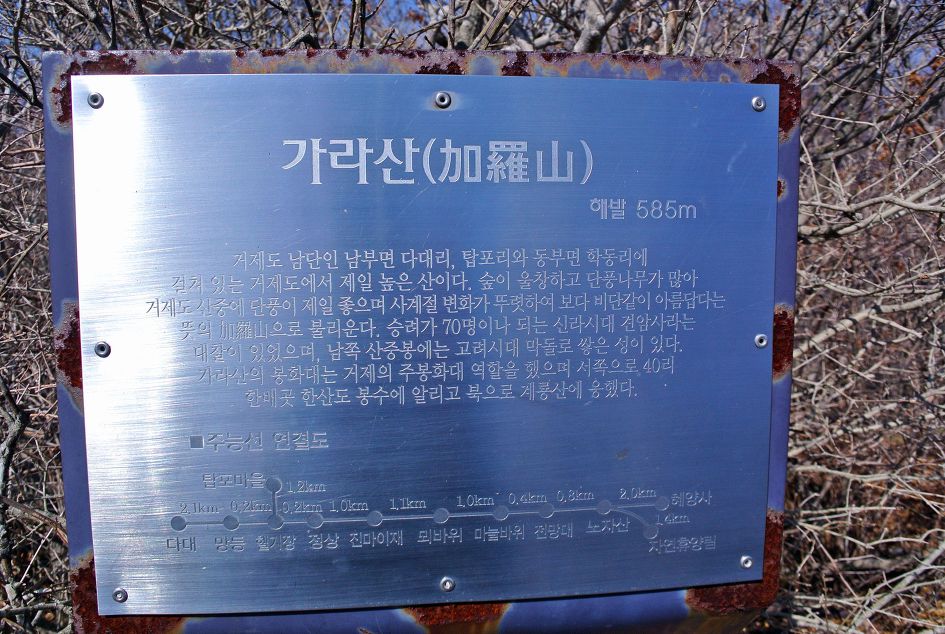 가라산(加羅山)
해발 585m
거제도 남단인 남부면 다대리, 탑포리와 동부면 학동리에
걸쳐 있는 거제도에서 제일 높은 산이다. 숲이 울창하고 단풍나무가 많아
거제도 산중에 단풍이 제일 좋으며 사계절 변화가 뚜렷하여 보다 비단같이 아름답다는
뜻의 加羅山으로 불리운다. 승려가 70명이나 되는 신라시대 견암사라는
대찰이 있었으며, 남쪽 산중봉에는 고려시대 막돌로 쌓은 성이 있다.
가라산의 봉화대는 거제의 주봉화대 역할을 했으며 서쪽으로 40리
한배곳 한산도 봉수에 알리고 북으로 계룡산에 응했다.
■주능선 연결도
탑포마을 1.2km
2.1km 0.2km 0.2km 1.0km 1.1km 1.0km 0.4km 0.8km 2.0km 혜양사
다대 망등 헬기장 정상 진마이재 뫼바위 마늘바위 전망대 노자산 1.4km
자연휴양림